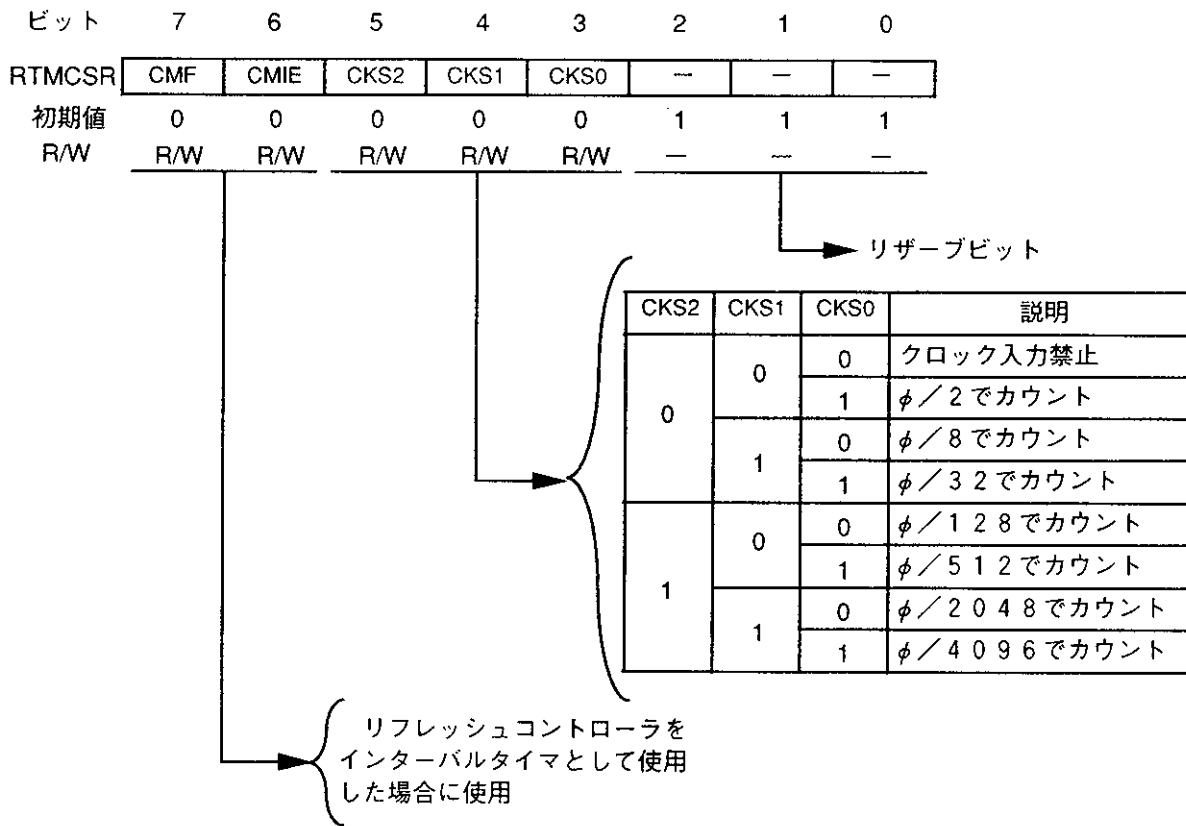 ビット 7 6 5 4 3 2 1 0
RTMCSR CMF CMIE CKS2 CKS1 CKS0 — — —
初期値 0 0 0 0 0 1 1 1
R/W R/W R/W R/W R/W R/W — — —
リザーブビット
CKS2 CKS1 CKS0 説明
0 0 0 クロック入力禁止
1 φ/2でカウント
1 0 φ/8でカウント
1 φ/32でカウント
1 0 0 φ/128でカウント
1 φ/512でカウント
1 0 φ/2048でカウント
1 φ/4096でカウント
リフレッシュコントローラを
インターバルタイマとして使用
した場合に使用